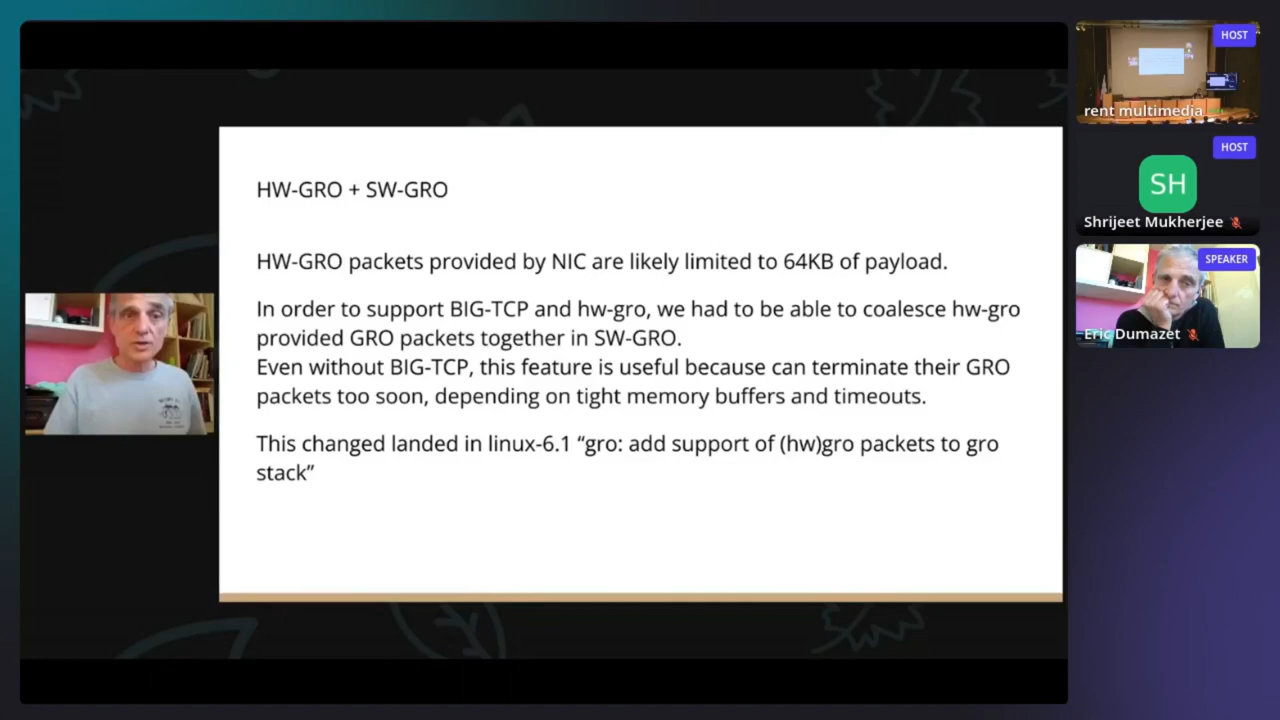 HW-GRO + SW-GRO
HW-GRO packets provided by NIC are likely limited to 64KB of payload.
In order to support BIG-TCP and hw-gro, we had to be able to coalesce hw-gro
provided GRO packets together in SW-GRO.
Even without BIG-TCP, this feature is useful because can terminate their GRO
packets too soon, depending on tight memory buffers and timeouts.
This changed landed in linux-6.1 “gro: add support of (hw)gro packets to gro
stack”
HOST
rent multimedia
HOST
SH
Shrijeet Mukherjee
SPEAKER
Eric Dumazet